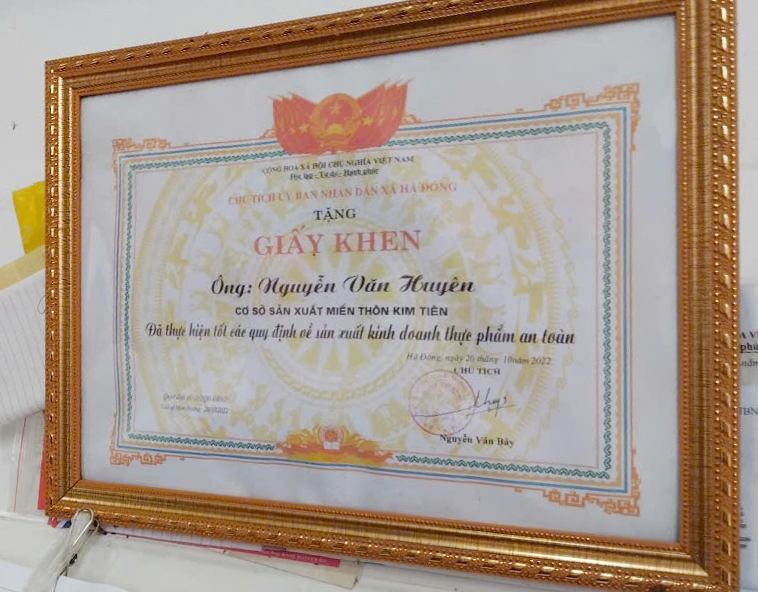 CỘNG HOÀ XÃ HỘI CHỦ NGHĨA VIỆT NAM
Độc lập - Tự do - Hạnh phúc
CHỦ TỊCH ỦY BAN NHÂN DÂN XÃ HÀ ĐÔNG
TẶNG
GIẤY KHEN
Ông: Nguyễn Văn Huyên
CƠ SỞ SẢN XUẤT MIẾN THÔN KIM TIÊN
Đã thực hiện tốt các quy định về sản xuất kinh doanh thực phẩm an toàn
Hà Đông, ngày 26 tháng 10 năm 2022
CHỦ TỊCH
Nguyễn Văn Bảy